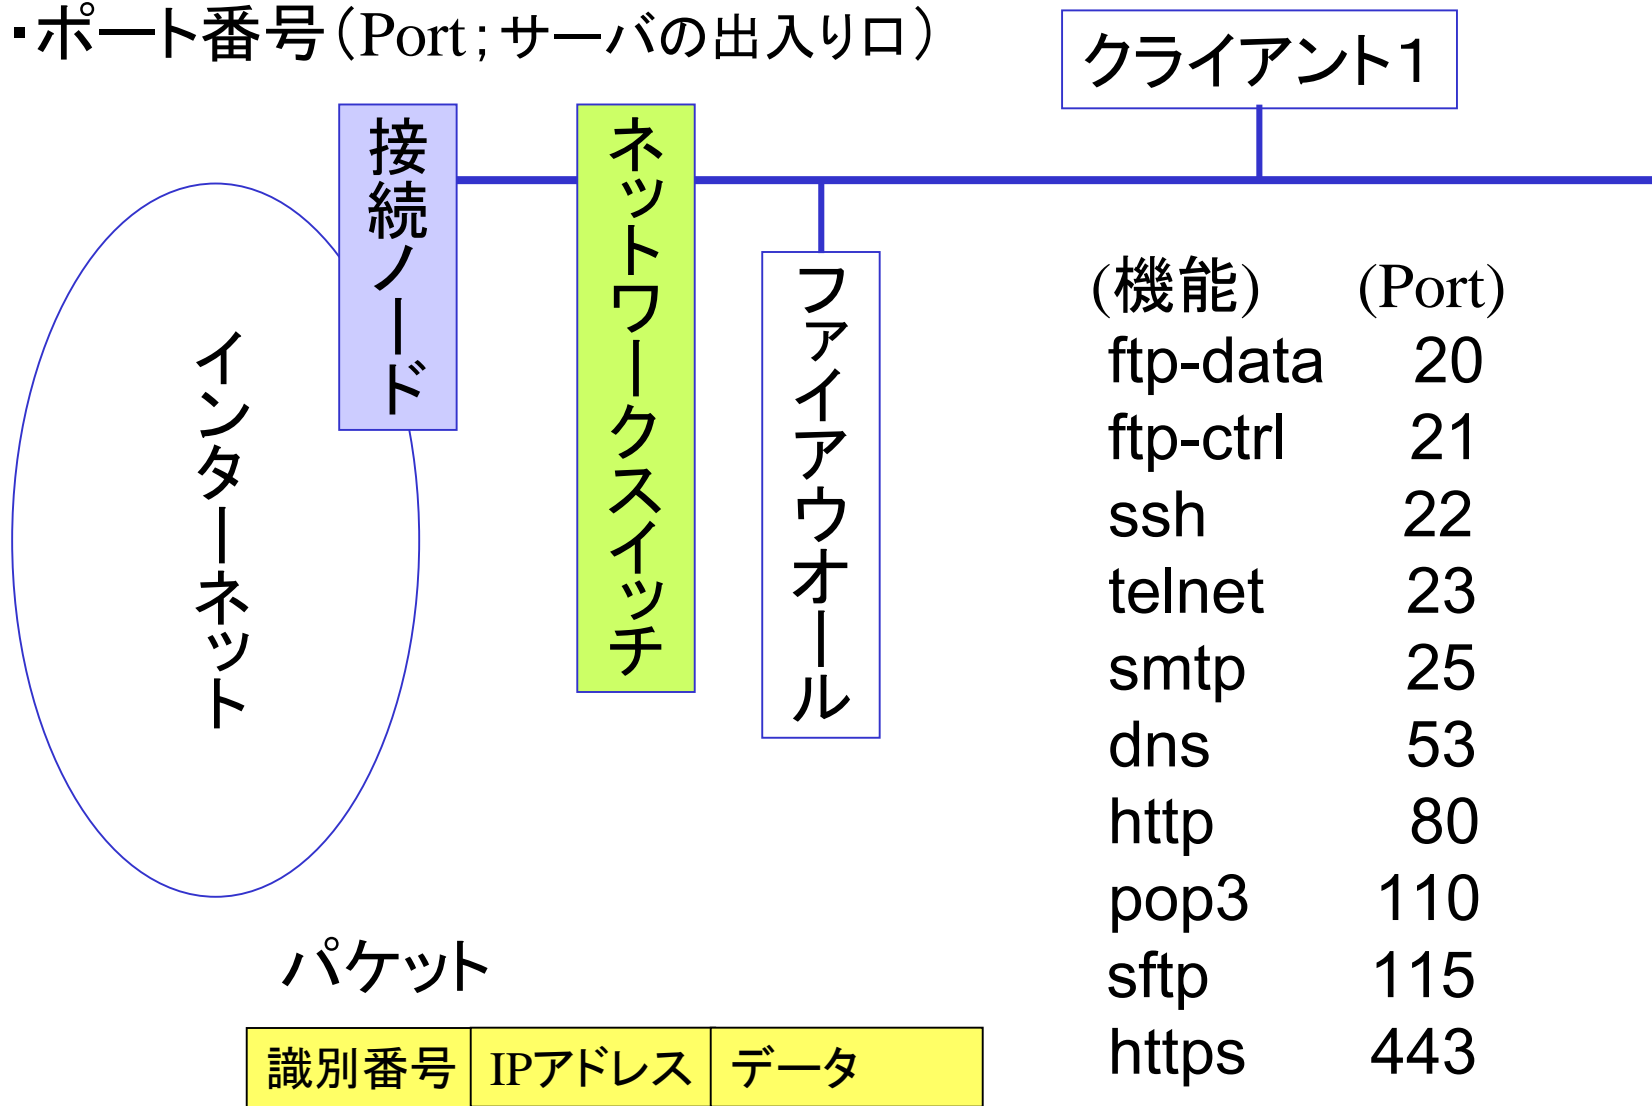 ・ポート番号（Port；サーバの出入り口）
クライアント１
接続ノード
ネットワークスイッチ
ファイアウオール
インターネット
(機能) (Port)
ftp-data 20
ftp-ctrl 21
ssh 22
telnet 23
smtp 25
dns 53
http 80
pop3 110
sftp 115
https 443
パケット
識別番号 IPアドレス データ